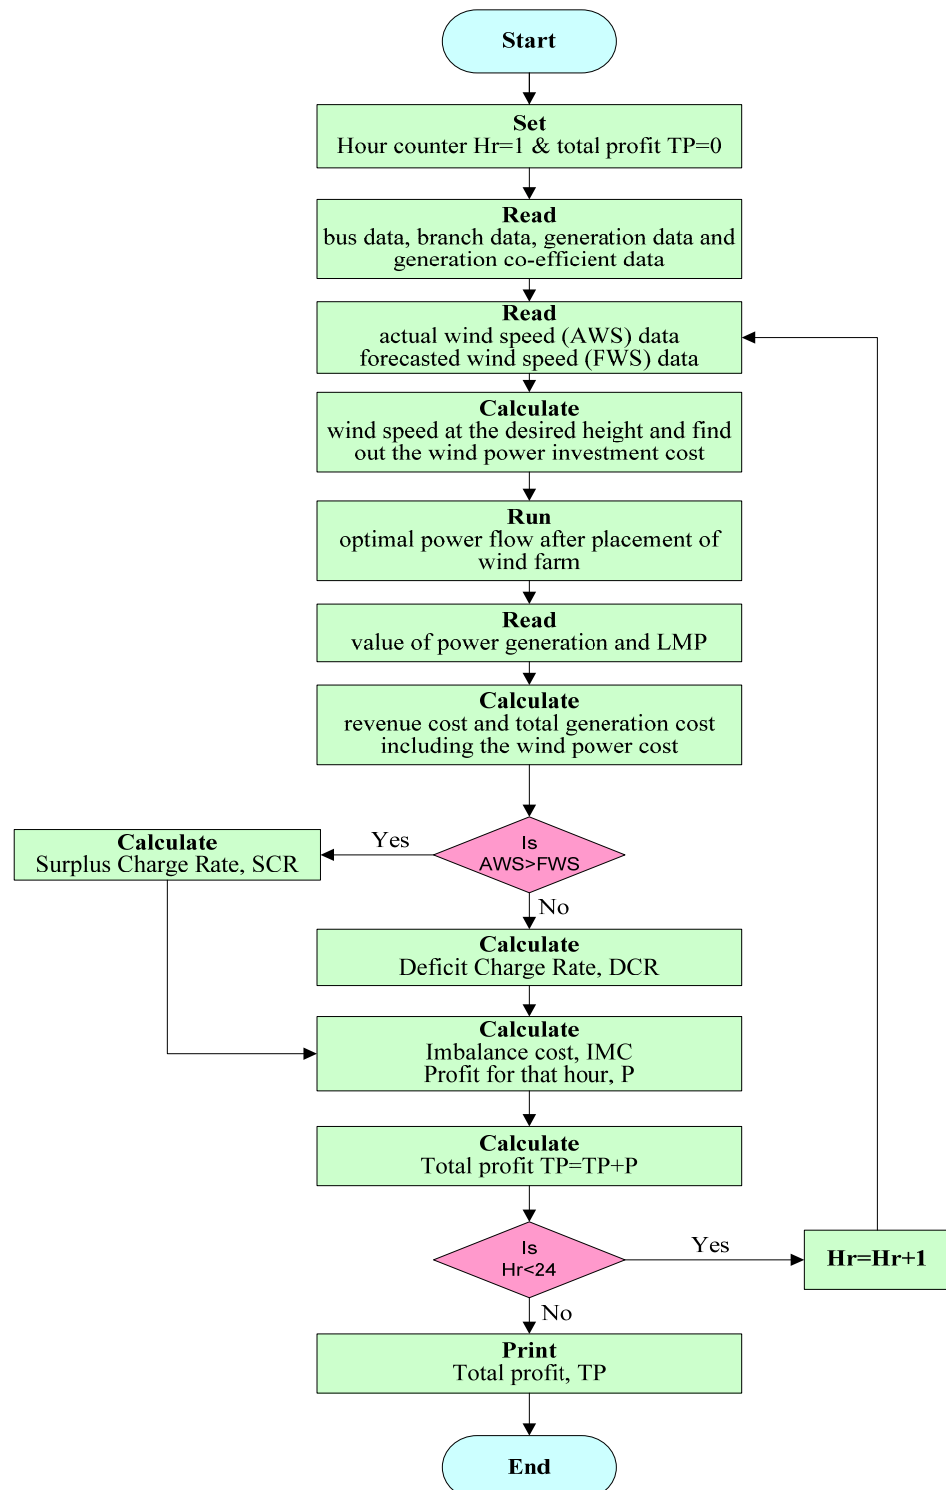 Start
Set
Hour counter Hr=1 & total profit TP=0
Read
bus data, branch data, generation data and
generation co-efficient data
Read
actual wind speed (AWS) data
forecasted wind speed (FWS) data
Calculate
wind speed at the desired height and find
out the wind power investment cost
Run
optimal power flow after placement of
wind farm
Read
value of power generation and LMP
Calculate
revenue cost and total generation cost
including the wind power cost
Is
AWS>FWS
Yes
Calculate
Surplus Charge Rate, SCR
No
Calculate
Deficit Charge Rate, DCR
Calculate
Imbalance cost, IMC
Profit for that hour, P
Calculate
Total profit TP=TP+P
Is
Hr<24
Yes
Hr=Hr+1
No
Print
Total profit, TP
End